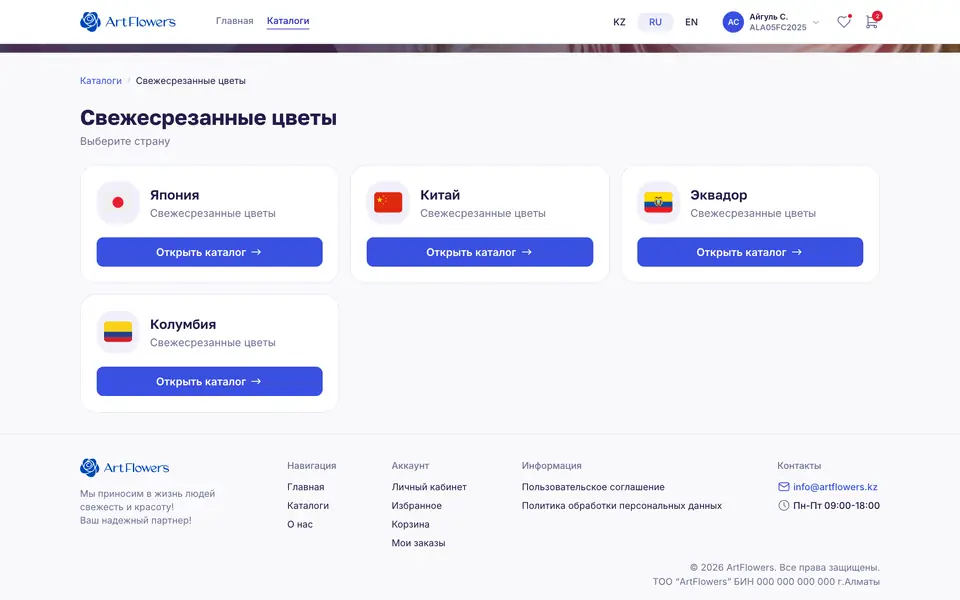 ArtFlowers
Главная Каталоги
KZ RU EN
АС Айгуль С.
ALA05FC2025
2
Каталоги / Свежесрезанные цветы
Свежесрезанные цветы
Выберите страну
Япония
Свежесрезанные цветы
Открыть каталог →
Китай
Свежесрезанные цветы
Открыть каталог →
Эквадор
Свежесрезанные цветы
Открыть каталог →
Колумбия
Свежесрезанные цветы
Открыть каталог →
ArtFlowers
Мы приносим в жизнь людей
свежесть и красоту!
Ваш надежный партнер!
Навигация
Главная
Каталоги
О нас
Аккаунт
Личный кабинет
Избранное
Корзина
Мои заказы
Информация
Пользовательское соглашение
Политика обработки персональных данных
Контакты
info@artflowers.kz
Пн-Пт 09:00-18:00
© 2026 ArtFlowers. Все права защищены.
ТОО “ArtFlowers” БИН 000 000 000 000 г.Алматы